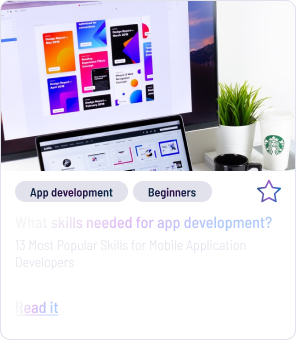 App development
Beginners
What skills needed for app development?
13 Most Popular Skills for Mobile Application
Developers
Read it